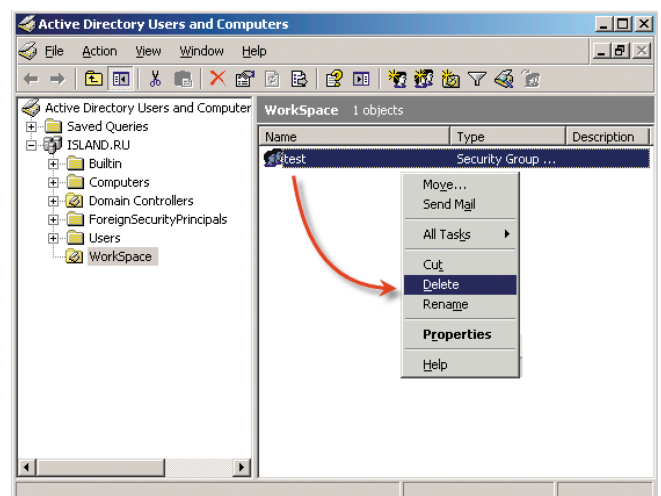 Active Directory Users and Computers
File Action View Window Help
Active Directory Users and Computer
Saved Queries
ISLAND.RU
Builtin
Computers
Domain Controllers
ForeignSecurityPrincipals
Users
WorkSpace
WorkSpace 1 objects
Name Type Description
test Security Group ...
Move...
Send Mail
All Tasks
Cut
Delete
Rename
Properties
Help